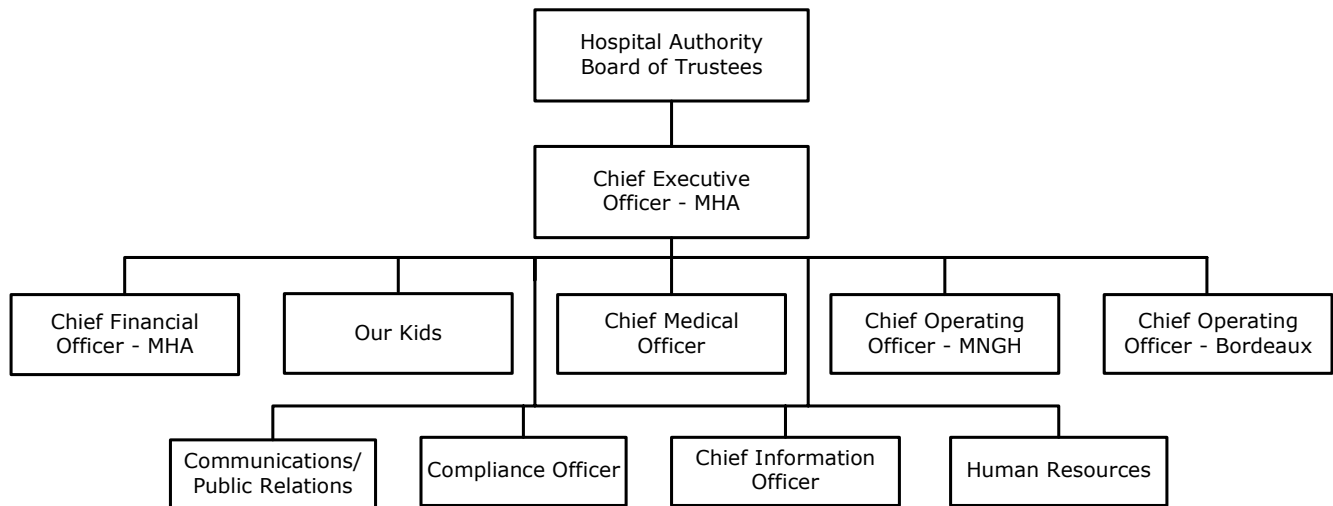 Hospital Authority
Board of Trustees
Chief Executive
Officer - MHA
Chief Financial
Officer - MHA
Our Kids
Chief Medical
Officer
Chief Operating
Officer - MNGH
Chief Operating
Officer - Bordeaux
Communications/
Public Relations
Compliance Officer
Chief Information
Officer
Human Resources